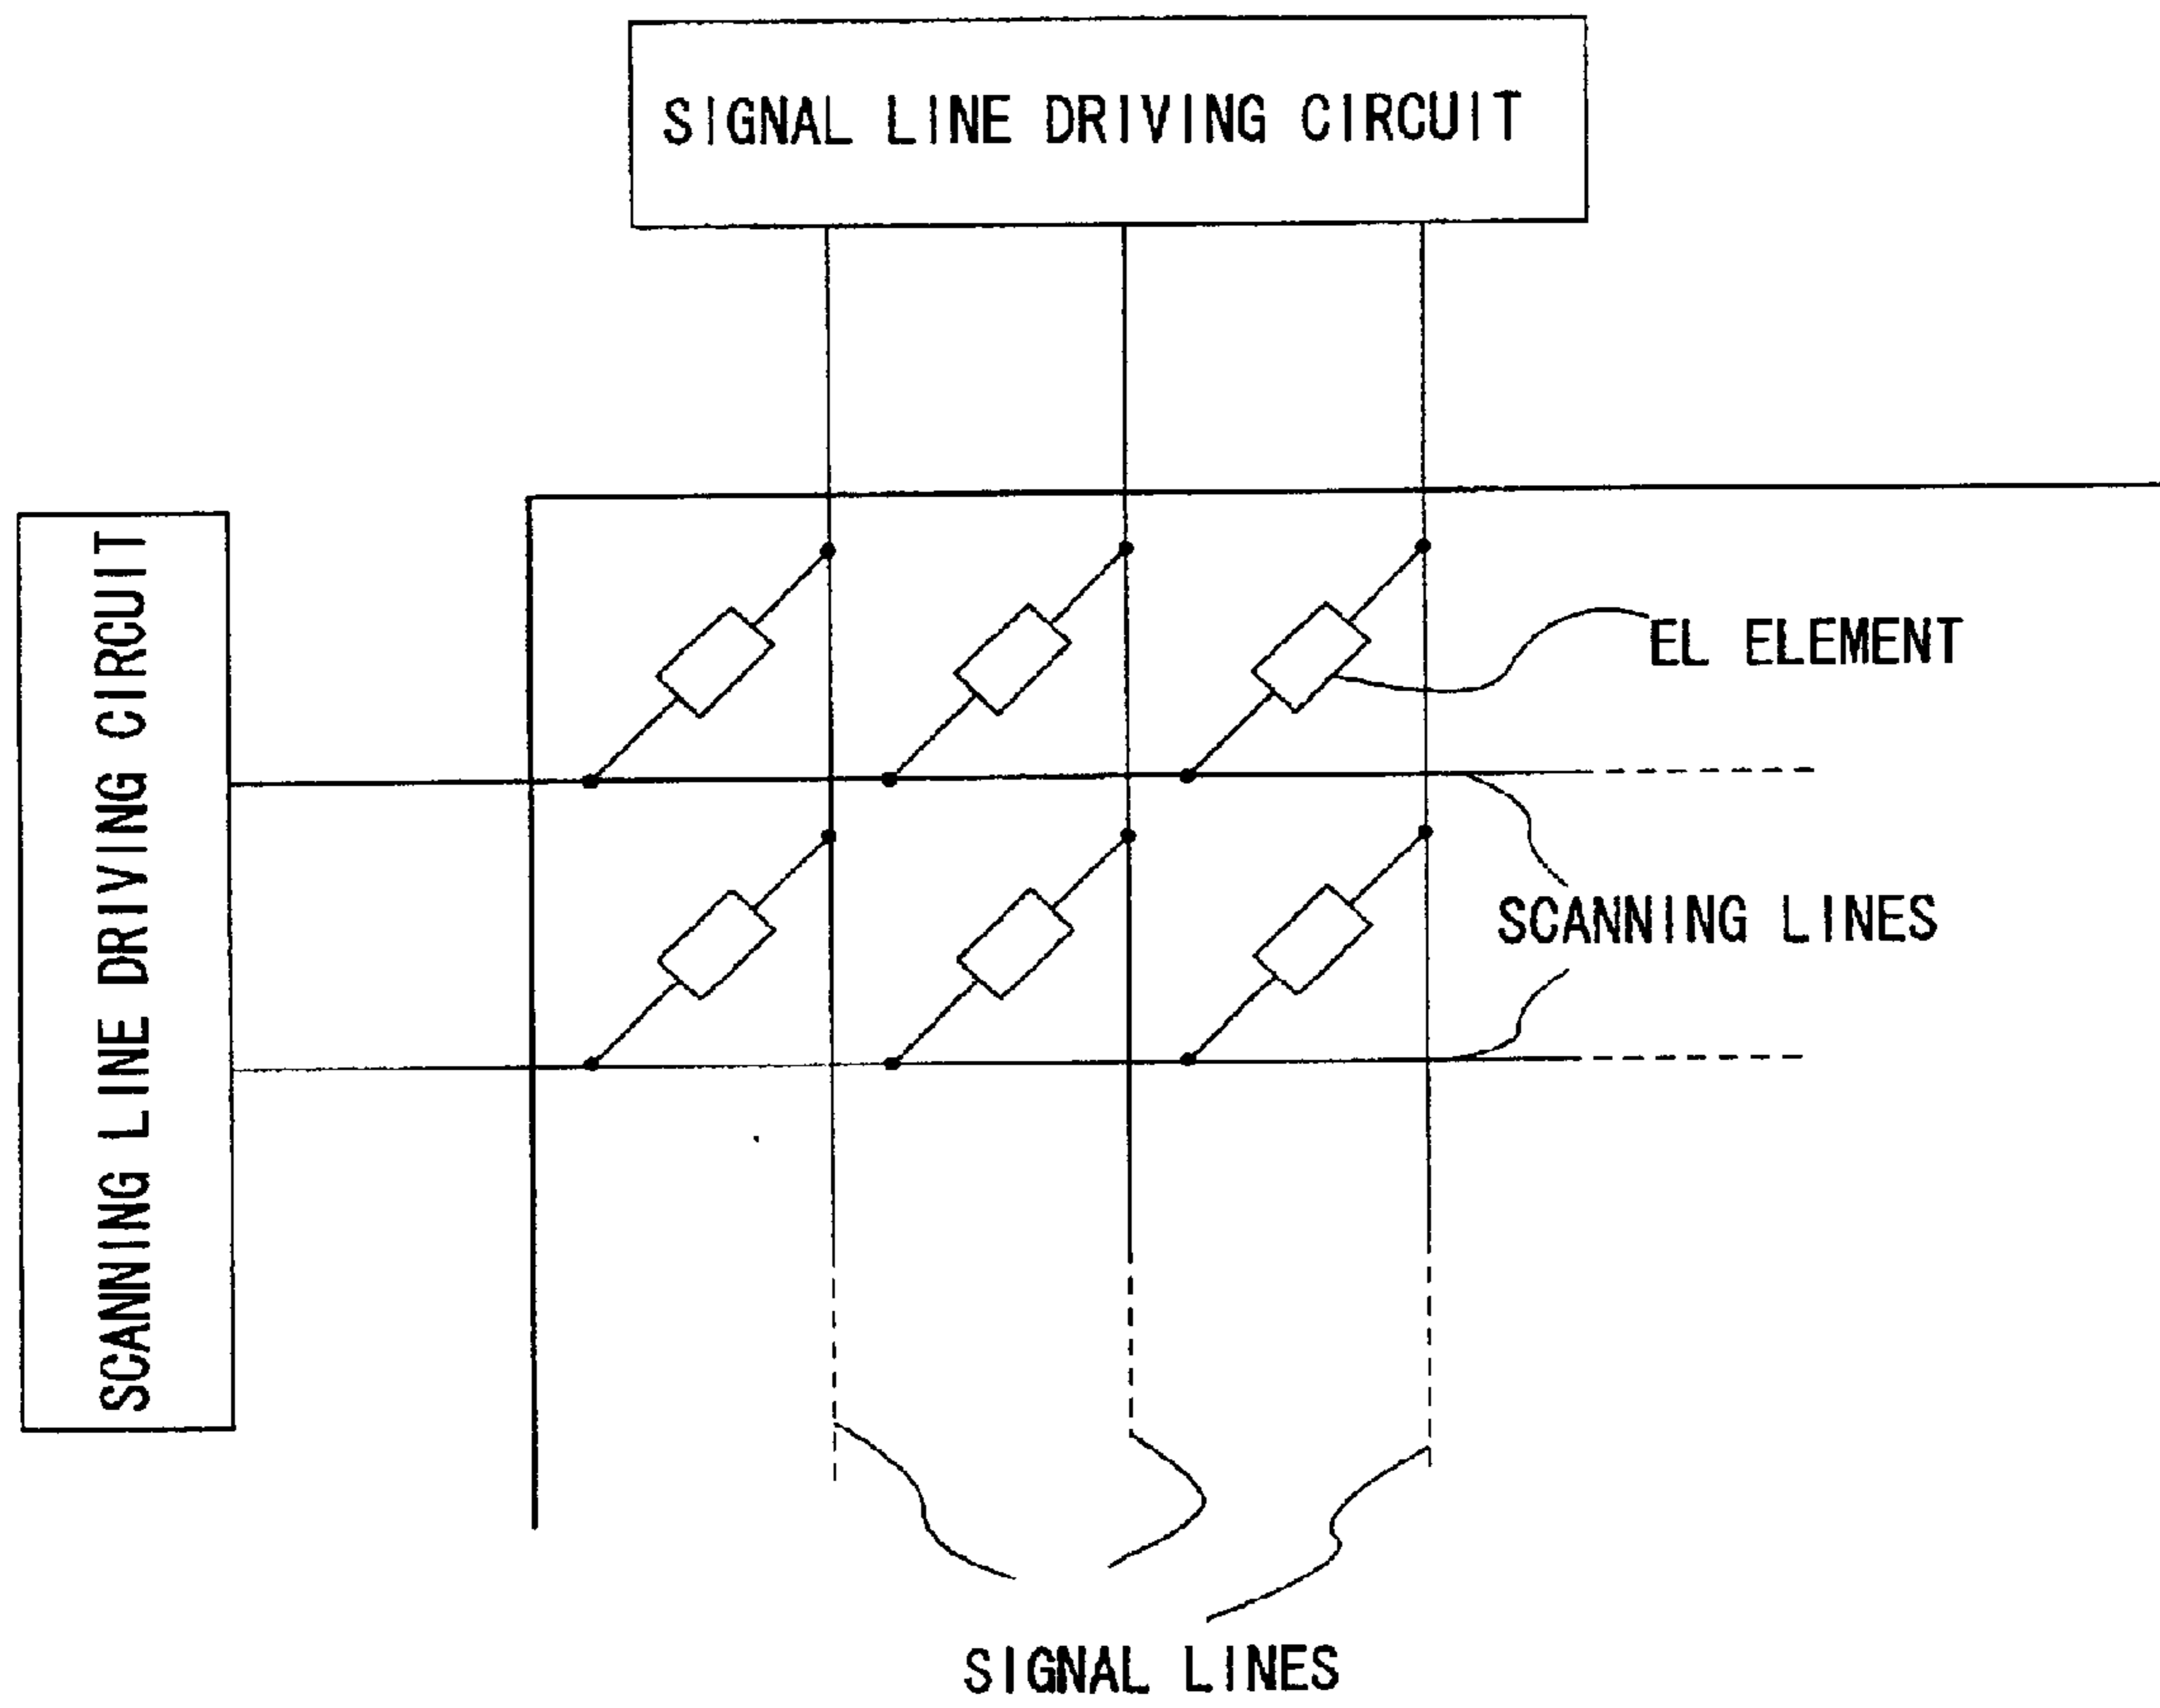 SIGNAL LINE DRIVING CIRCUIT
SCANNING LINE DRIVING CIRCUIT
EL ELEMENT
SCANNING LINES
SIGNAL LINES